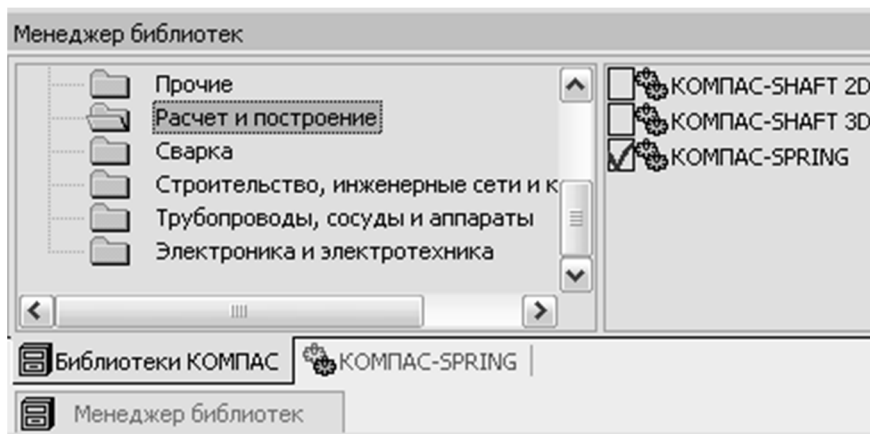 Менеджер библиотек
Прочие
Расчет и построение
Сварка
Строительство, инженерные сети и к
Трубопроводы, сосуды и аппараты
Электроника и электротехника
КОМПАС-SHAFT 2D
КОМПАС-SHAFT 3D
КОМПАС-SPRING
Библиотеки КОМПАС
КОМПАС-SPRING
Менеджер библиотек